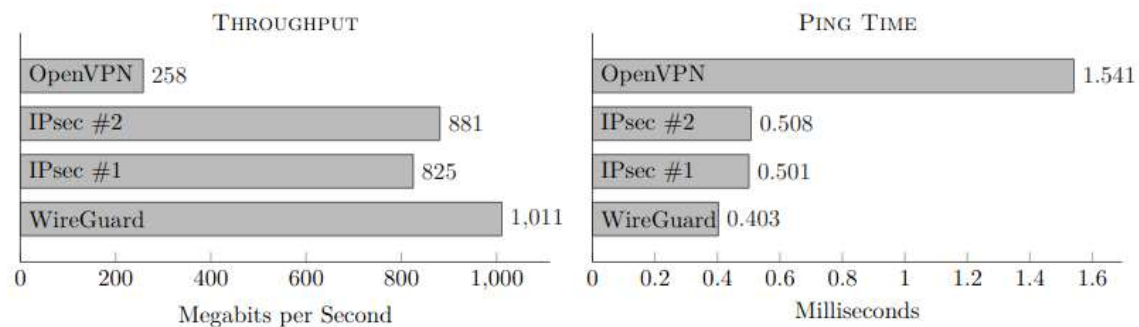 THROUGHPUT
OpenVPN 258
IPsec #2 881
IPsec #1 825
WireGuard 1,011
0 200 400 600 800 1,000
Megabits per Second
PING TIME
OpenVPN 1.541
IPsec #2 0.508
IPsec #1 0.501
WireGuard 0.403
0 0.2 0.4 0.6 0.8 1 1.2 1.4 1.6
Milliseconds